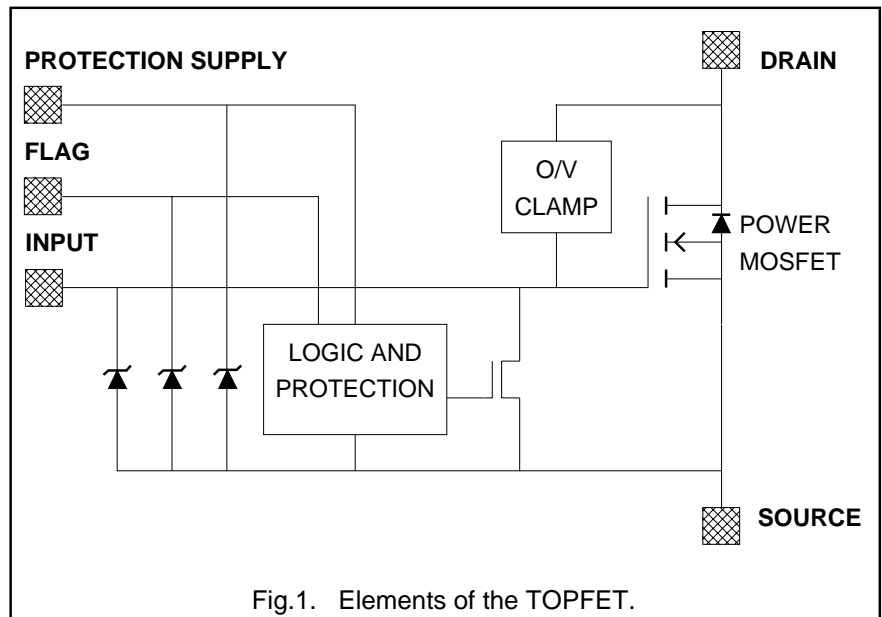 PROTECTION SUPPLY
DRAIN
FLAG
O/V
CLAMP
POWER
MOSFET
INPUT
LOGIC AND
PROTECTION
SOURCE
Fig.1. Elements of the TOPFET.